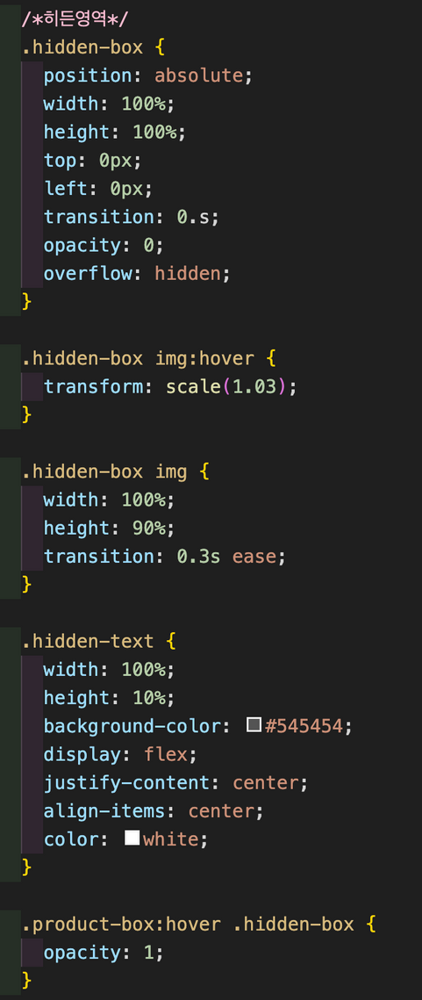 /*히든영역*/
.hidden-box {
position: absolute;
width: 100%;
height: 100%;
top: 0px;
left: 0px;
transition: 0.s;
opacity: 0;
overflow: hidden;
}
.hidden-box img:hover {
transform: scale(1.03);
}
.hidden-box img {
width: 100%;
height: 90%;
transition: 0.3s ease;
}
.hidden-text {
width: 100%;
height: 10%;
background-color: #545454;
display: flex;
justify-content: center;
align-items: center;
color: white;
}
.product-box:hover .hidden-box {
opacity: 1;
}